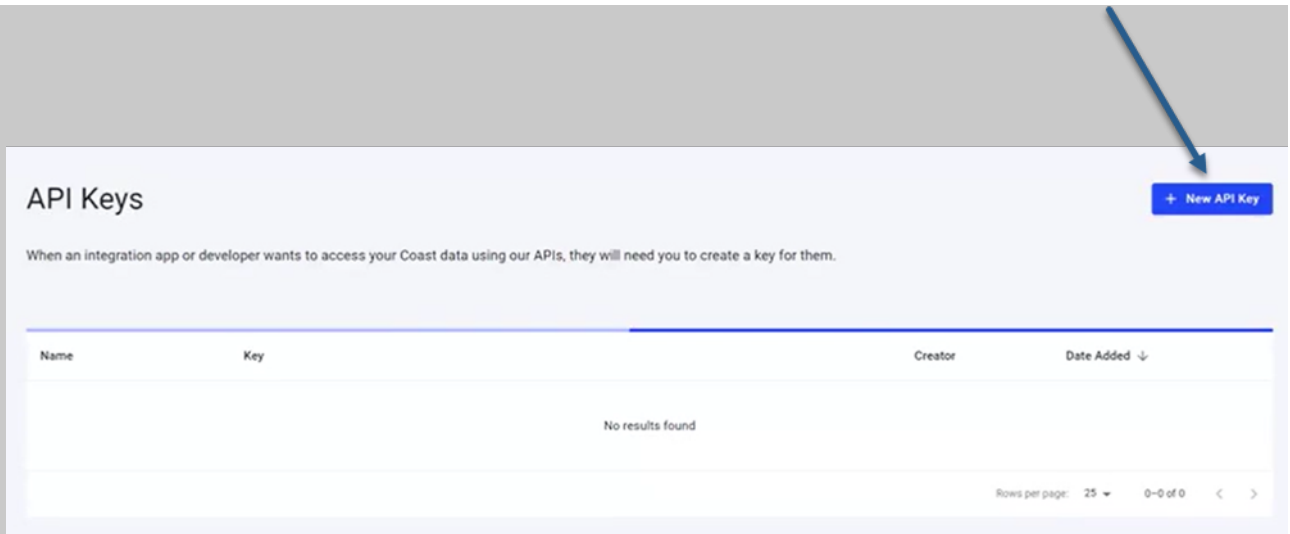 API Keys
+ New API Key
When an integration app or developer wants to access your Coast data using our APIs, they will need you to create a key for them.
Name Key Creator Date Added ↓
No results found
Rows per page: 25 0–0 of 0